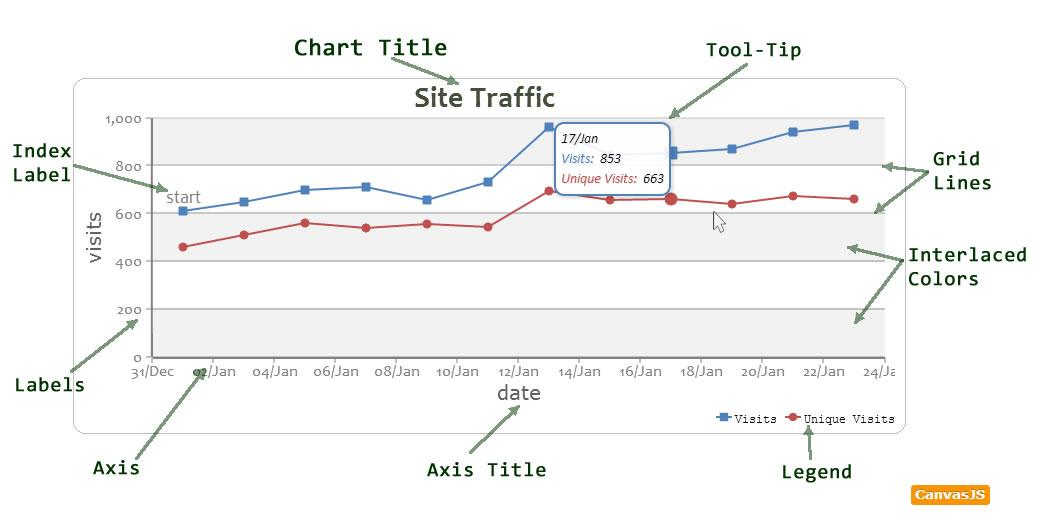 Chart Title
Tool-Tip
Site Traffic
1,000
17/Jan
Visits: 853
Unique Visits: 663
Index
Label
800
Grid
Lines
start
600
visits
Interlaced
Colors
400
200
Labels
0
31/Dec 02/Jan 04/Jan 06/Jan 08/Jan 10/Jan 12/Jan 14/Jan 16/Jan 18/Jan 20/Jan 22/Jan 24/Ja
date
Visits Unique Visits
Axis
Axis Title
Legend
CanvasJS